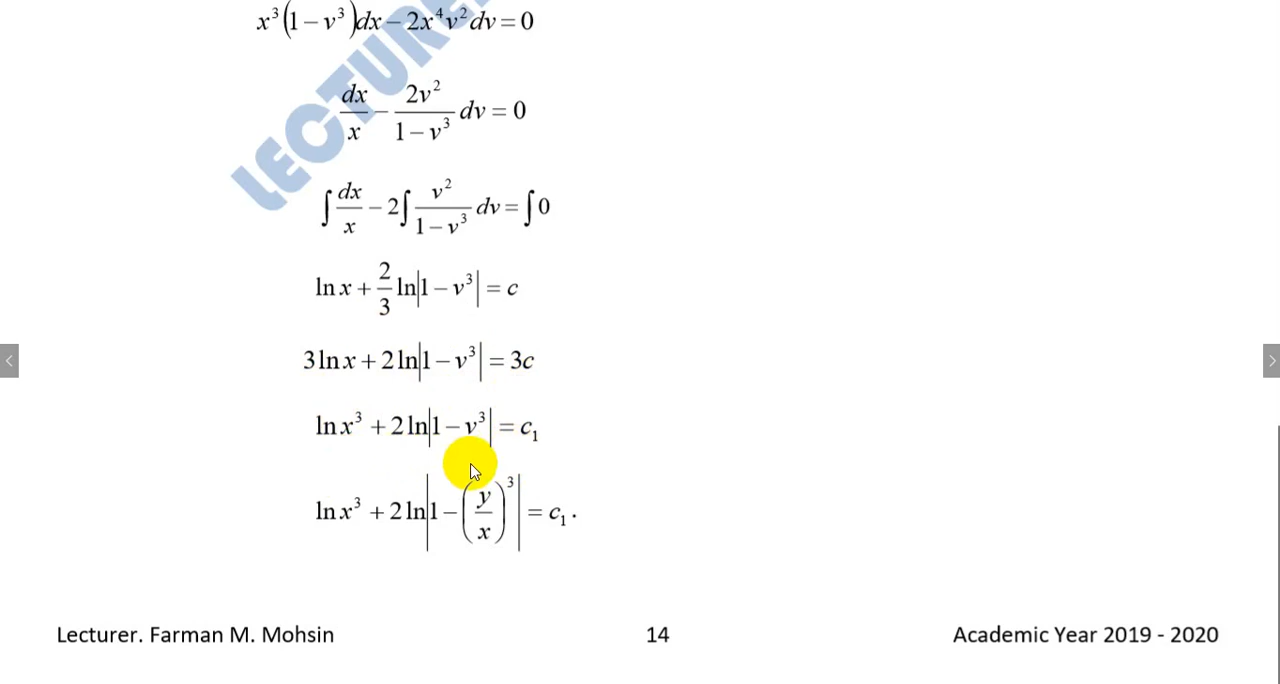 x³(1 − v³)dx − 2x⁴v²dv = 0
dx/x − 2v²/(1 − v³) dv = 0
∫ dx/x − 2∫ v²/(1 − v³) dv = ∫0
ln x + 2/3 ln|1 − v³| = c
3 ln x + 2 ln|1 − v³| = 3c
ln x³ + 2 ln|1 − v³| = c₁
ln x³ + 2 ln|1 − (y/x)³| = c₁ .
LECTURE
Lecturer. Farman M. Mohsin 14 Academic Year 2019 - 2020